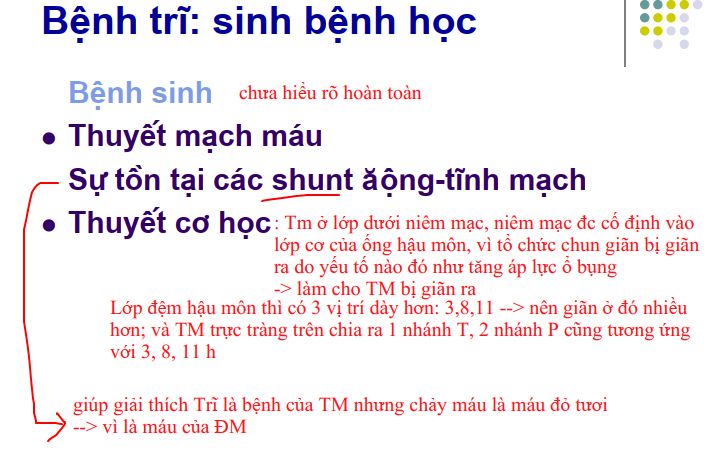 Bệnh trĩ: sinh bệnh học
Bệnh sinh chưa hiểu rõ hoàn toàn
Thuyết mạch máu
Sự tồn tại các shunt ăộng-tĩnh mạch
Thuyết cơ học : Tm ở lớp dưới niêm mạc, niêm mạc đc cố định vào
lớp cơ của ống hậu môn, vì tổ chức chun giãn bị giãn
ra do yếu tố nào đó như tăng áp lực ổ bụng
-> làm cho TM bị giãn ra
Lớp đệm hậu môn thì có 3 vị trí dày hơn: 3,8,11 --> nên giãn ở đó nhiều
hơn; và TM trực tràng trên chia ra 1 nhánh T, 2 nhánh P cũng tương ứng
với 3, 8, 11 h
giúp giải thích Trĩ là bệnh của TM nhưng chảy máu là máu đỏ tươi
--> vì là máu của ĐM